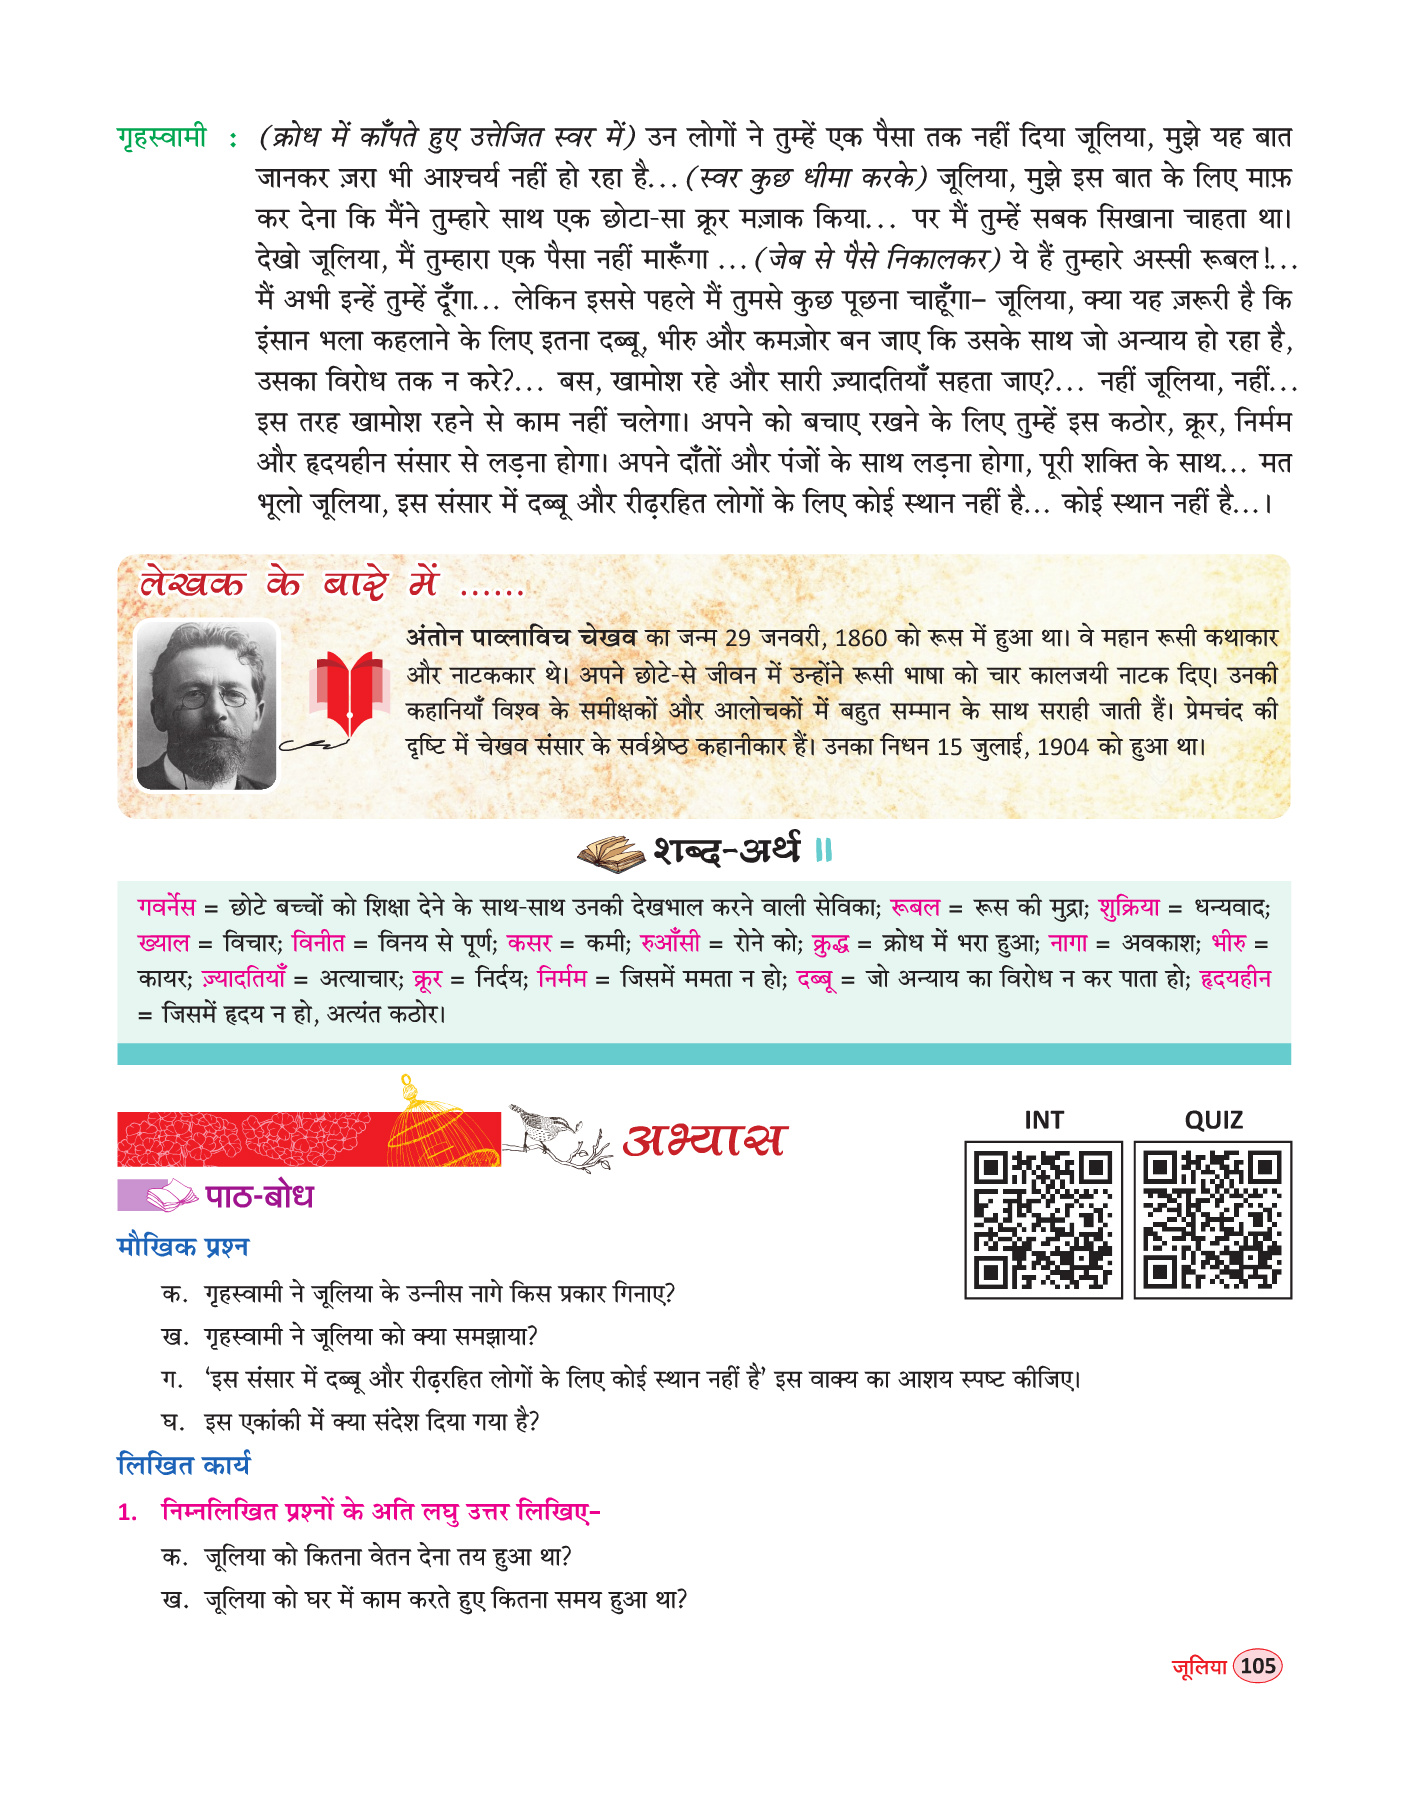 गृहस्वामी : (क्रोध में काँपते हुए उत्तेजित स्वर में) उन लोगों ने तुम्हें एक पैसा तक नहीं दिया जूलिया, मुझे यह बात
जानकर ज़रा भी आश्चर्य नहीं हो रहा है... (स्वर कुछ धीमा करके) जूलिया, मुझे इस बात के लिए माफ़
कर देना कि मैंने तुम्हारे साथ एक छोटा-सा क्रूर मज़ाक किया... पर मैं तुम्हें सबक सिखाना चाहता था।
देखो जूलिया, मैं तुम्हारा एक पैसा नहीं मारूँगा ...(जेब से पैसे निकालकर) ये हैं तुम्हारे अस्सी रूबल!...
मैं अभी इन्हें तुम्हें दूँगा... लेकिन इससे पहले मैं तुमसे कुछ पूछना चाहूँगा– जूलिया, क्या यह ज़रूरी है कि
इंसान भला कहलाने के लिए इतना दब्बू, भीरु और कमज़ोर बन जाए कि उसके साथ जो अन्याय हो रहा है,
उसका विरोध तक न करे?... बस, खामोश रहे और सारी ज़्यादतियाँ सहता जाए?... नहीं जूलिया, नहीं...
इस तरह खामोश रहने से काम नहीं चलेगा। अपने को बचाए रखने के लिए तुम्हें इस कठोर, क्रूर, निर्मम
और हृदयहीन संसार से लड़ना होगा। अपने दाँतों और पंजों के साथ लड़ना होगा, पूरी शक्ति के साथ... मत
भूलो जूलिया, इस संसार में दब्बू और रीढ़रहित लोगों के लिए कोई स्थान नहीं है... कोई स्थान नहीं है...।
लेखक के बारे में ......
अंतोन पाव्लाविच चेखव का जन्म 29 जनवरी, 1860 को रूस में हुआ था। वे महान रूसी कथाकार
और नाटककार थे। अपने छोटे-से जीवन में उन्होंने रूसी भाषा को चार कालजयी नाटक दिए। उनकी
कहानियाँ विश्व के समीक्षकों और आलोचकों में बहुत सम्मान के साथ सराही जाती हैं। प्रेमचंद की
दृष्टि में चेखव संसार के सर्वश्रेष्ठ कहानीकार हैं। उनका निधन 15 जुलाई, 1904 को हुआ था।
शब्द-अर्थ
गवर्नेस = छोटे बच्चों को शिक्षा देने के साथ-साथ उनकी देखभाल करने वाली सेविका; रूबल = रूस की मुद्रा; शुक्रिया = धन्यवाद;
ख्याल = विचार; विनीत = विनय से पूर्ण; कसर = कमी; रुआँसी = रोने को; क्रुद्ध = क्रोध में भरा हुआ; नागा = अवकाश; भीरु =
कायर; ज़्यादतियाँ = अत्याचार; क्रूर = निर्दय; निर्मम = जिसमें ममता न हो; दब्बू = जो अन्याय का विरोध न कर पाता हो; हृदयहीन
= जिसमें हृदय न हो, अत्यंत कठोर।
अभ्यास
INT QUIZ
पाठ-बोध
मौखिक प्रश्न
क. गृहस्वामी ने जूलिया के उन्नीस नागे किस प्रकार गिनाए?
ख. गृहस्वामी ने जूलिया को क्या समझाया?
ग. ‘इस संसार में दब्बू और रीढ़रहित लोगों के लिए कोई स्थान नहीं है’ इस वाक्य का आशय स्पष्ट कीजिए।
घ. इस एकांकी में क्या संदेश दिया गया है?
लिखित कार्य
1. निम्नलिखित प्रश्नों के अति लघु उत्तर लिखिए–
क. जूलिया को कितना वेतन देना तय हुआ था?
ख. जूलिया को घर में काम करते हुए कितना समय हुआ था?
जूलिया 105